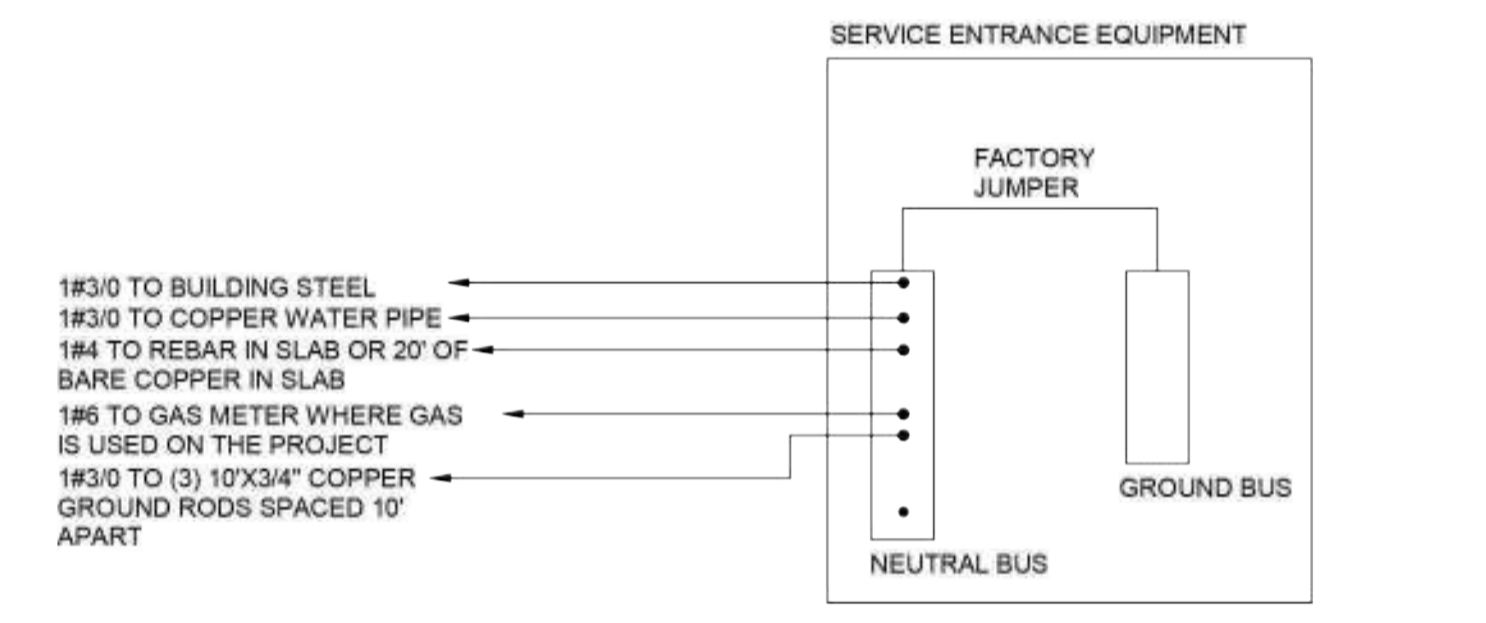 SERVICE ENTRANCE EQUIPMENT
FACTORY
JUMPER
1#3/0 TO BUILDING STEEL
1#3/0 TO COPPER WATER PIPE
1#4 TO REBAR IN SLAB OR 20' OF
BARE COPPER IN SLAB
1#6 TO GAS METER WHERE GAS
IS USED ON THE PROJECT
1#3/0 TO (3) 10'X3/4" COPPER
GROUND RODS SPACED 10'
APART
GROUND BUS
NEUTRAL BUS